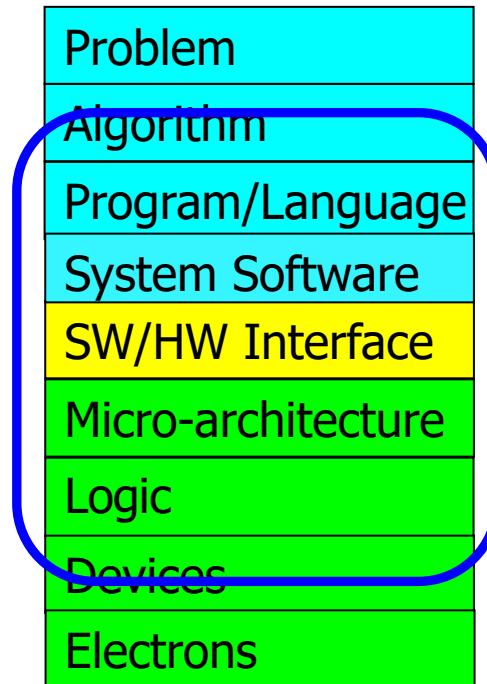 Problem
Algorithm
Program/Language
System Software
SW/HW Interface
Micro-architecture
Logic
Devices
Electrons